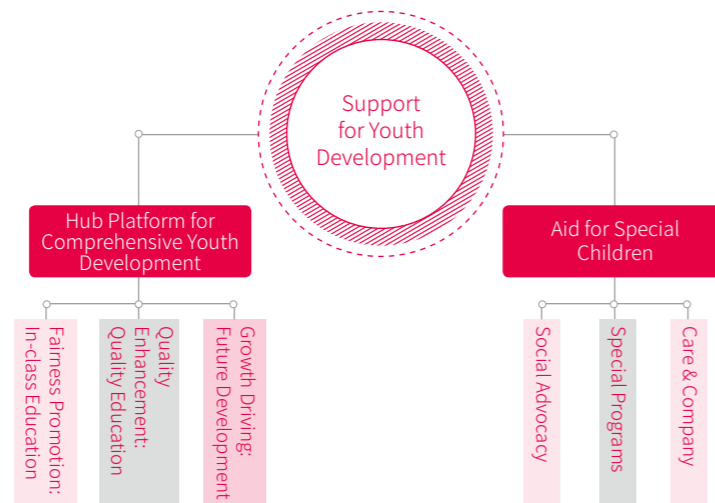 Support
for Youth
Development
Hub Platform for
Comprehensive Youth
Development
Aid for Special
Children
Fairness Promotion:
In-class Education
Quality
Enhancement:
Quality Education
Growth Driving:
Future Development
Social Advocacy
Special Programs
Care & Company